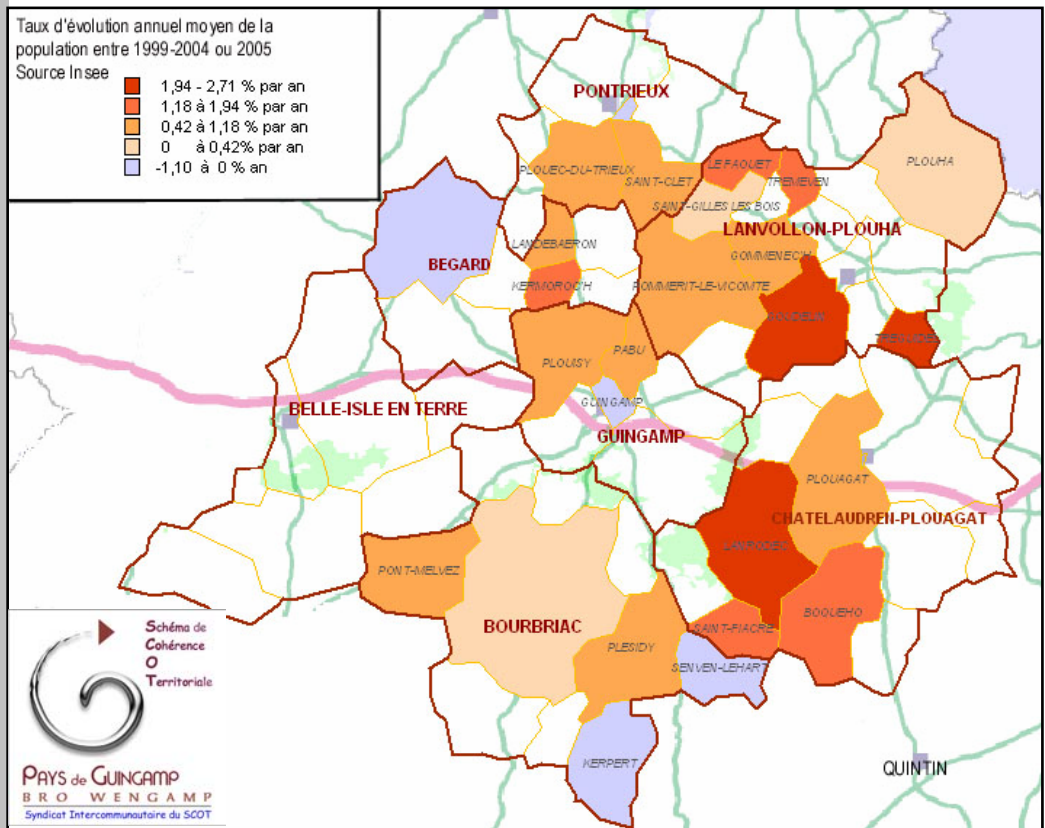 Taux d'évolution annuel moyen de la
population entre 1999-2004 ou 2005
Source Insee
1,94 - 2,71 % par an
1,18 à 1,94 % par an
0,42 à 1,18 % par an
0 à 0,42% par an
-1,10 à 0 % an
PONTRIEUX
PLOUHA
LE FAOUET
PLOUEC-DU-TRIEUX
SAINT-CLET
TREMEVEN
SAINT-GILLES LES BOIS
LANVOLLON-PLOUHA
LANDEBAERON
GOMMENEC'H
BEGARD
KERMOROC'H
POMMERIT-LE-VICOMTE
GOUDELIN
TREGUIDEL
PABU
PLOUISY
GUINGAMP
BELLE-ISLE EN TERRE
GUINGAMP
PLOUAGAT
CHATELAUDREN-PLOUAGAT
LANRODEC
PONT-MELVEZ
BOQUEHO
BOURBRIAC
SAINT-FIACRE
PLESIDY
SENVEN-LEHART
KERPERT
QUINTIN
Schéma de
Cohérence
O
Territoriale
PAYS de GUINGAMP
BRO WENGAMP
Syndicat Intercommunautaire du SCOT